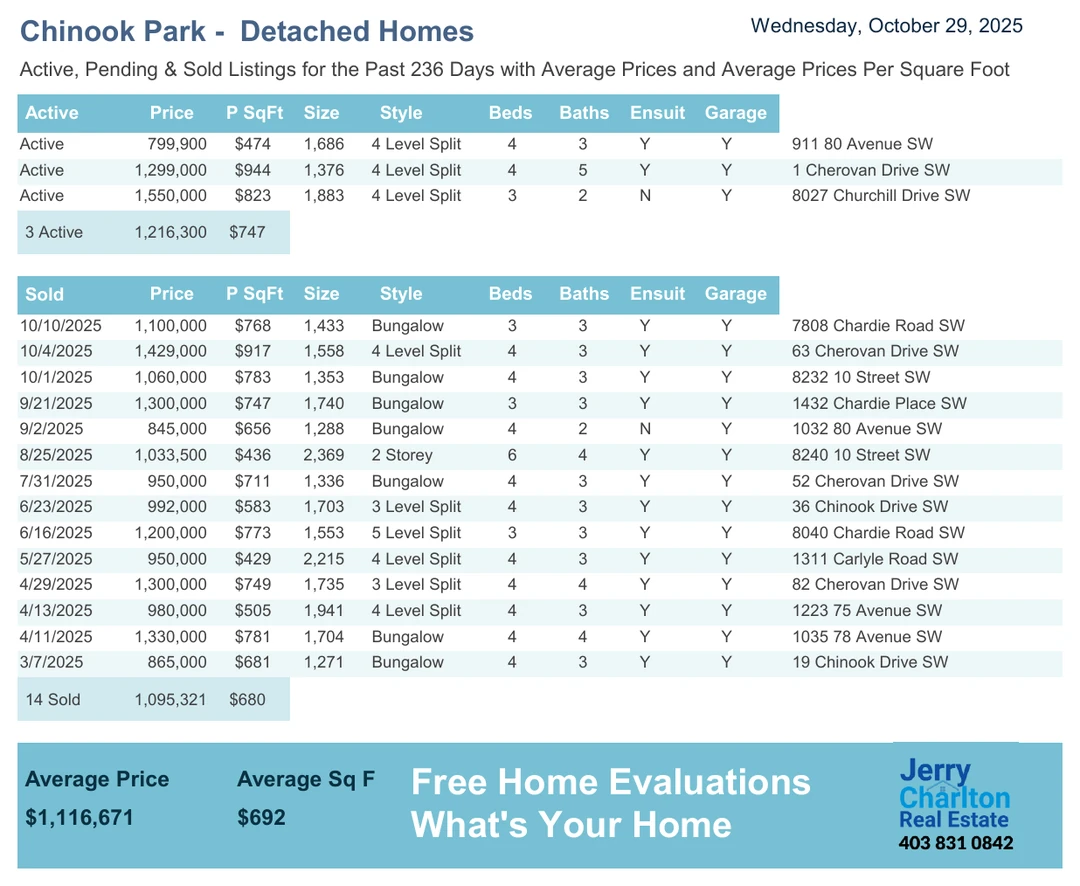 Chinook Park - Detached Homes
Wednesday, October 29, 2025
Active, Pending & Sold Listings for the Past 236 Days with Average Prices and Average Prices Per Square Foot
Active Price P SqFt Size Style Beds Baths Ensuit Garage
Active 799,900 $474 1,686 4 Level Split 4 3 Y Y 911 80 Avenue SW
Active 1,299,000 $944 1,376 4 Level Split 4 5 Y Y 1 Cherovan Drive SW
Active 1,550,000 $823 1,883 4 Level Split 3 2 N Y 8027 Churchill Drive SW
3 Active 1,216,300 $747
Sold Price P SqFt Size Style Beds Baths Ensuit Garage
10/10/2025 1,100,000 $768 1,433 Bungalow 3 3 Y Y 7808 Chardie Road SW
10/4/2025 1,429,000 $917 1,558 4 Level Split 4 3 Y Y 63 Cherovan Drive SW
10/1/2025 1,060,000 $783 1,353 Bungalow 4 3 Y Y 8232 10 Street SW
9/21/2025 1,300,000 $747 1,740 Bungalow 3 3 Y Y 1432 Chardie Place SW
9/2/2025 845,000 $656 1,288 Bungalow 4 2 N Y 1032 80 Avenue SW
8/25/2025 1,033,500 $436 2,369 2 Storey 6 4 Y Y 8240 10 Street SW
7/31/2025 950,000 $711 1,336 Bungalow 4 3 Y Y 52 Cherovan Drive SW
6/23/2025 992,000 $583 1,703 3 Level Split 4 3 Y Y 36 Chinook Drive SW
6/16/2025 1,200,000 $773 1,553 5 Level Split 3 3 Y Y 8040 Chardie Road SW
5/27/2025 950,000 $429 2,215 4 Level Split 4 3 Y Y 1311 Carlyle Road SW
4/29/2025 1,300,000 $749 1,735 3 Level Split 4 4 Y Y 82 Cherovan Drive SW
4/13/2025 980,000 $505 1,941 4 Level Split 4 3 Y Y 1223 75 Avenue SW
4/11/2025 1,330,000 $781 1,704 Bungalow 4 4 Y Y 1035 78 Avenue SW
3/7/2025 865,000 $681 1,271 Bungalow 4 3 Y Y 19 Chinook Drive SW
14 Sold 1,095,321 $680
Average Price Average Sq F
$1,116,671 $692
Free Home Evaluations
What's Your Home
Jerry
Charlton
Real Estate
403 831 0842